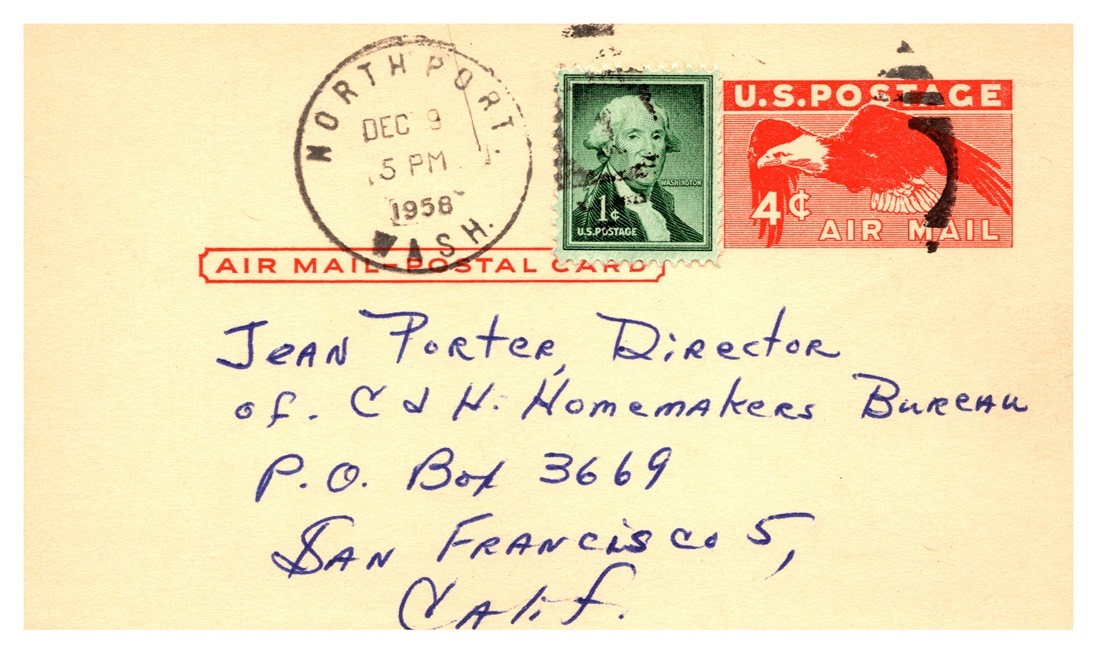 NORTHPORT.
DEC 9
5 PM
1958
WASH.
WASHINGTON
1¢
U.S.POSTAGE
U.S.POSTAGE
4¢
AIR MAIL
AIR MAIL-POSTAL CARD
Jean Porter, Director
of. C & H. Homemakers Bureau
P.O. Box 3669
San Francisco 5,
Calif.